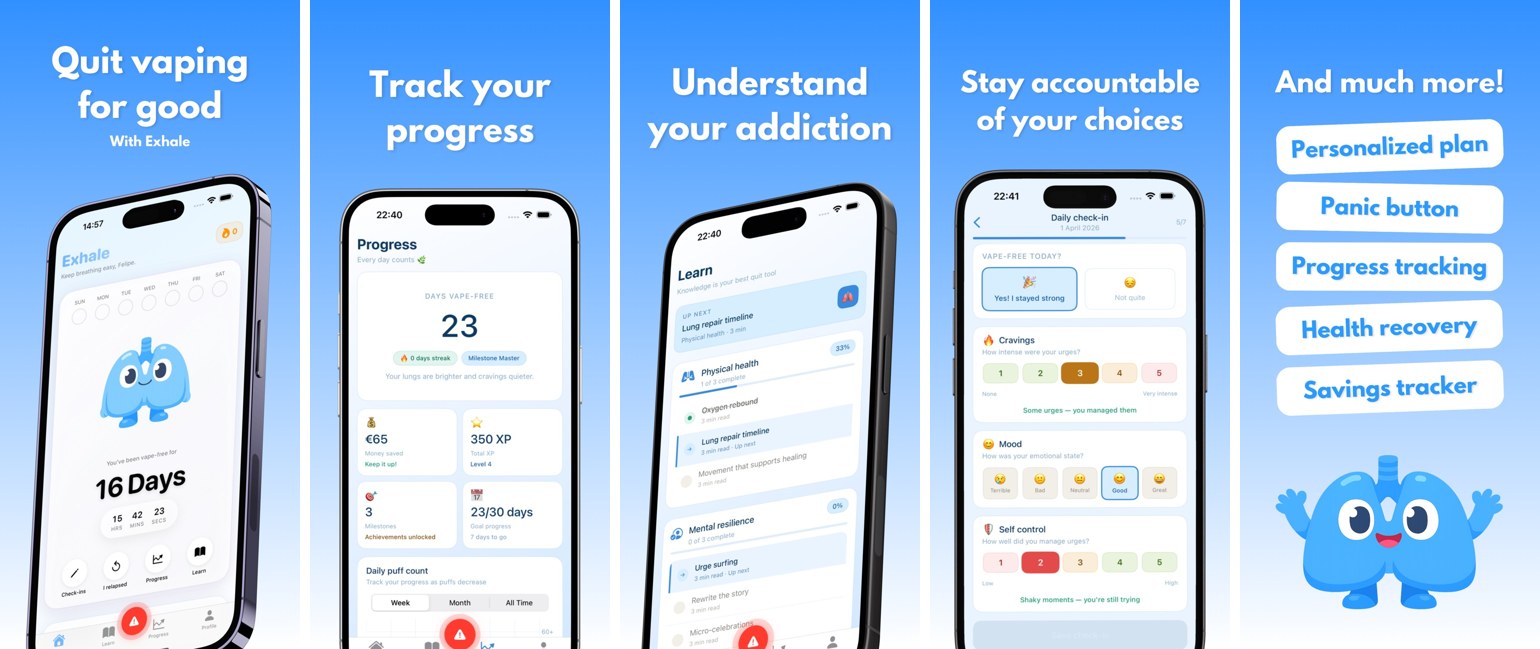 Quit vaping
for good
With Exhale
14:57
Exhale
0
Keep breathing easy, Felipe.
SUN MON TUE WED THU FRI SAT
You've been vape-free for
16 Days
15 42 23
HRS MINS SECS
Check-ins I relapsed Progress Learn
Learn Progress Profile
Track your
progress
22:40
Progress
Every day counts
DAYS VAPE-FREE
23
0 days streak Milestone Master
Your lungs are brighter and cravings quieter.
€65 350 XP
Money saved Total XP
Keep it up! Level 4
3 23/30 days
Milestones Goal progress
Achievements unlocked 7 days to go
Daily puff count
Track your progress as puffs decrease
Week Month All Time
60+
Understand
your addiction
22:40
Learn
Knowledge is your best quit tool
UP NEXT
Lung repair timeline
Physical health · 3 min
Physical health 33%
1 of 3 complete
Oxygen rebound
3 min read
Lung repair timeline
3 min read · Up next
Movement that supports healing
3 min read
Mental resilience 0%
0 of 3 complete
Urge surfing
3 min read · Up next
Rewrite the story
3 min read
Micro-celebrations
Stay accountable
of your choices
22:41
Daily check-in
1 April 2026
5/7
VAPE-FREE TODAY?
Yes! I stayed strong Not quite
Cravings
How intense were your urges?
1 2 3 4 5
None Very intense
Some urges — you managed them
Mood
How was your emotional state?
Terrible Bad Neutral Good Great
Self control
How well did you manage urges?
1 2 3 4 5
Low High
Shaky moments — you're still trying
And much more!
Personalized plan
Panic button
Progress tracking
Health recovery
Savings tracker